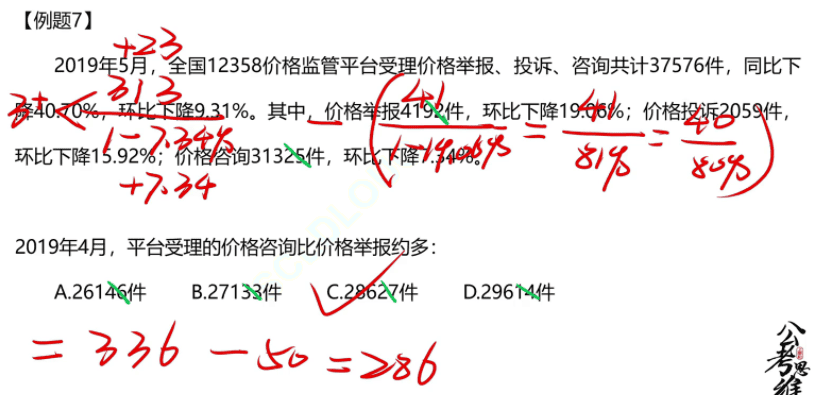 【例题7】
+23
2019年5月，全国12358价格监管平台受理价格举报、投诉、咨询共计37576件，同比下
313
1-7.34%
+7.34
3+ <
降40.70%，环比下降9.31%。其中，价格举报4192件，环比下降19.06%；价格投诉2059件，
— ( 41 / 1-19.06% = 41 / 81% = 40 / 80% )
环比下降15.92%；价格咨询31325件，环比下降7.34%。
2019年4月，平台受理的价格咨询比价格举报约多：
A.26146件 B.27133件 C.28627件 D.29614件
= 336 - 50 = 286
公考思维